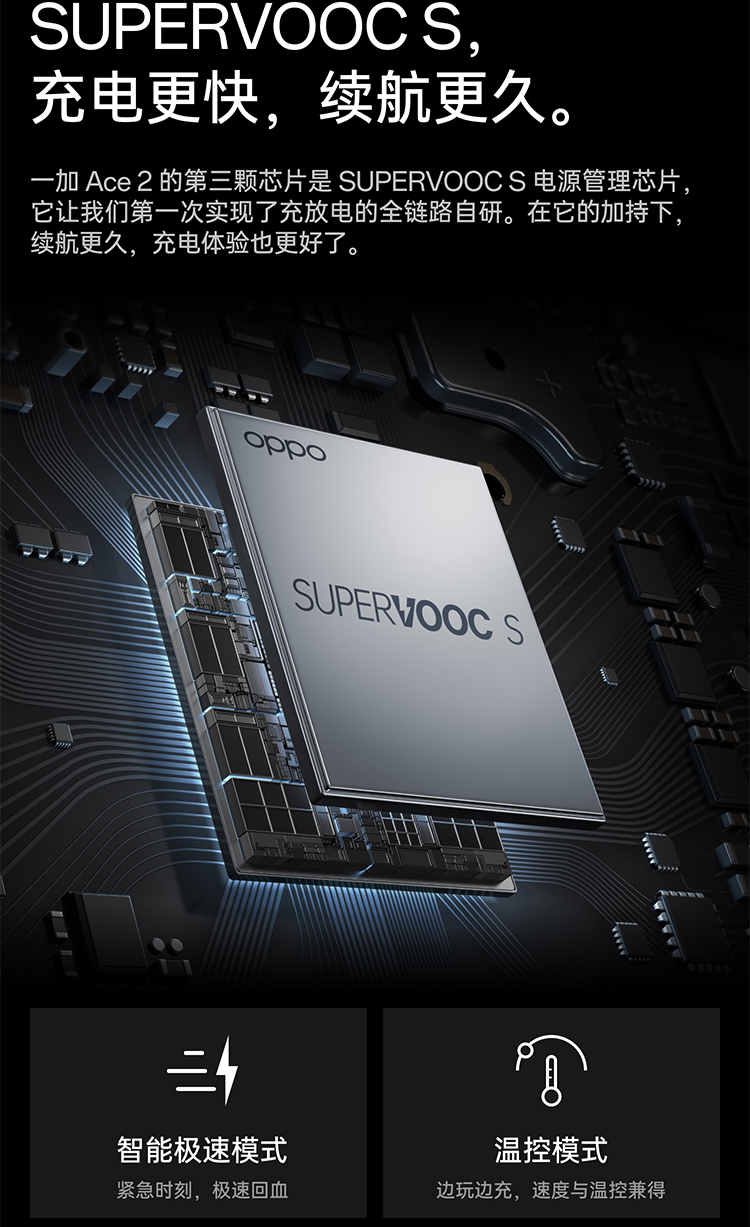 SUPERVOOC S,
充电更快，续航更久。
一加 Ace 2 的第三颗芯片是 SUPERVOOC S 电源管理芯片，
它让我们第一次实现了充放电的全链路自研。在它的加持下，
续航更久，充电体验也更好了。
oppo
SUPERVOOC S
智能极速模式
紧急时刻，极速回血
温控模式
边玩边充，速度与温控兼得